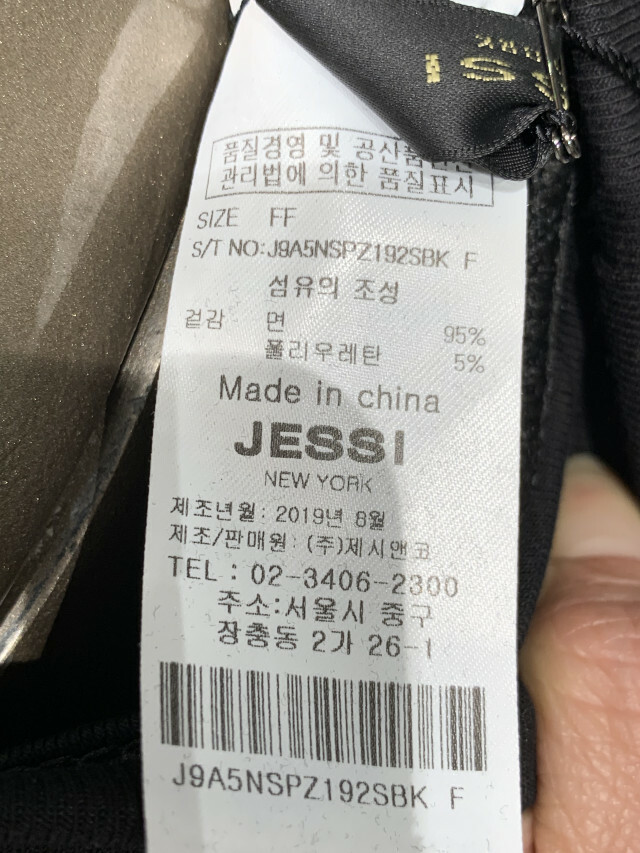 품질경영 및 공산품안전
관리법에 의한 품질표시
SIZE FF
S/T NO:J9A5NSPZ192SBK F
섬유의 조성
겉감 면 95%
폴리우레탄 5%
Made in china
JESSI
NEW YORK
제조년월: 2019년 8월
제조/판매원 : (주)제시앤코
TEL : 02-3406-2300
주소:서울시 중구
장충동 2가 26-1
J9A5NSPZ192SBK F